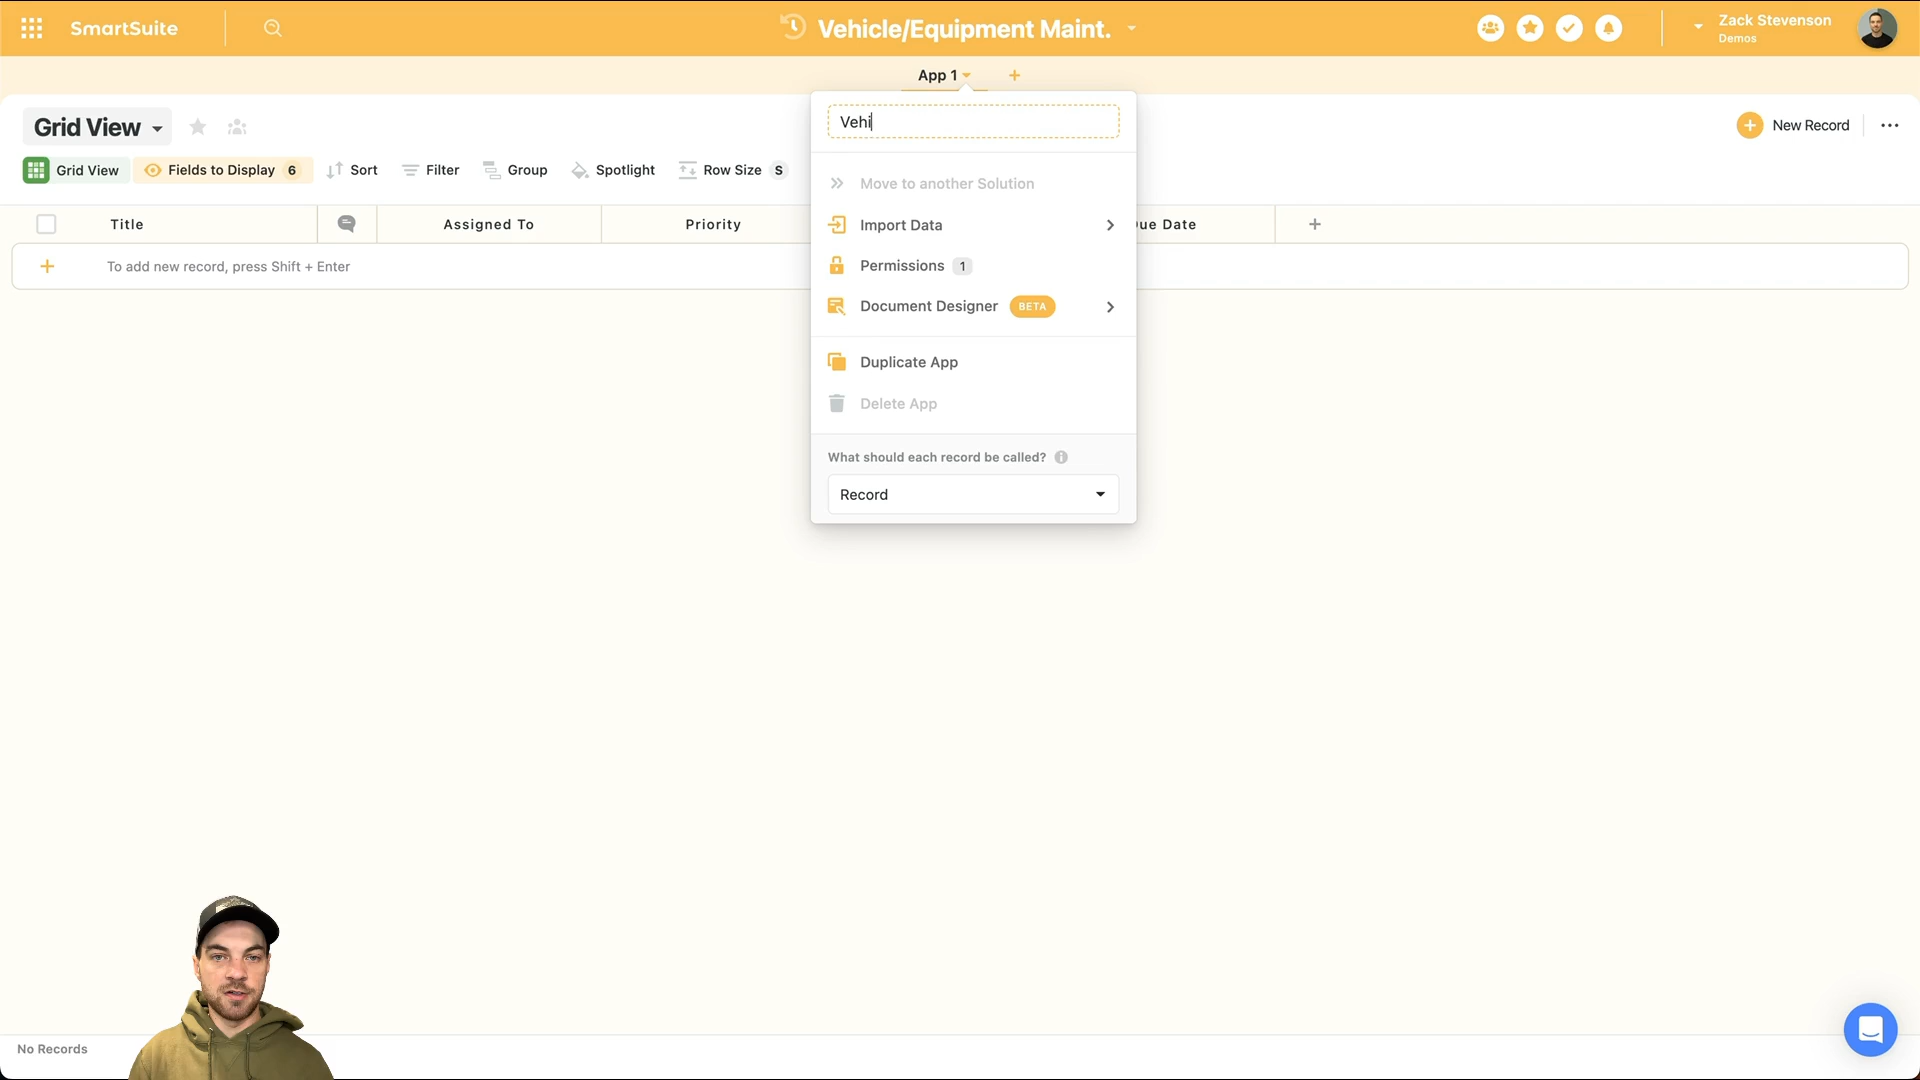 SmartSuite
Vehicle/Equipment Maint.
Zack Stevenson
Demos
App 1
Grid View
New Record
Grid View
Fields to Display 6
Sort
Filter
Group
Spotlight
Row Size S
Title
Assigned To
Priority
ue Date
To add new record, press Shift + Enter
Vehi
Move to another Solution
Import Data
Permissions 1
Document Designer BETA
Duplicate App
Delete App
What should each record be called?
Record
No Records